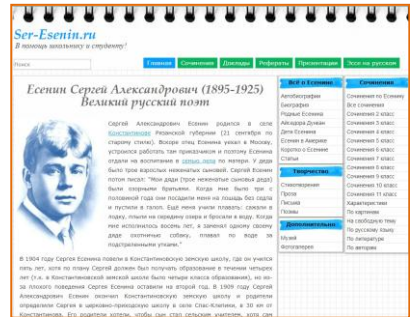 Ser-Esenin.ru
В помощь школьнику и студенту!
Поиск
Главная Сочинения Доклады Рефераты Презентации Эссе на русском
Есенин Сергей Александрович (1895-1925)
Великий русский поэт
Сергей Александрович Есенин родился в селе
Константинове Рязанской губернии (21 сентября по
старому стилю). Вскоре отец Есенина уехал в Москву,
устроился работать там приказчиком и поэтому Есенина
отдали на воспитание в семью деда по матери. У деда
было трое взрослых неженатых сыновей. Сергей Есенин
потом писал: "Мои дяди (трое неженатых сыновей деда)
были озорными братьями. Когда мне было три с
половиной года они посадили меня на лошадь без седла
и пустили в галоп. Ещё меня учили плавать: сажали в
лодку, плыли на середину озера и бросали в воду. Когда
мне исполнилось восемь лет, я заменял одному своему
дяде охотничью собаку, плавал по воде за
подстреленными утками."
В 1904 году Сергея Есенина повели в Константиновскую земскую школу, где он учился
пять лет, хотя по плану Сергей должен был получать образование в течении четырех
лет (т.к. в Константиновской земской школе было четыре класса образования), но из-
за плохого поведения Сергея Есенина оставили на второй год. В 1909 году Сергей
Александрович Есенин окончил Константиновскую земскую школу и родители
определили Сергея в церковно-приходскую школу в селе Спас-Клепики, в 30 км от
Константинова. Его родители хотели, чтобы сын стал сельским учителем, хотя сам
Всё о Есенине
Автобиография
Биография
Родные Есенина
Айседора Дункан
Дети Есенина
Есенин в Америке
Коротко о Есенине
Статьи
Творчество
Стихотворения
Проза
Письма
Поэмы
Дополнительно
Музей
Фотогалерея
Сочинения
Сочинения по Есенину
Все сочинения
Сочинения 2 класс
Сочинения 3 класс
Сочинения 4 класс
Сочинения 5 класс
Сочинения 6 класс
Сочинения 7 класс
Сочинения 8 класс
Сочинения 9 класс
Сочинения 10 класс
Сочинения 11 класс
Характеристики
По картинам
На свободную тему
По русскому языку
По литературе
По авторам